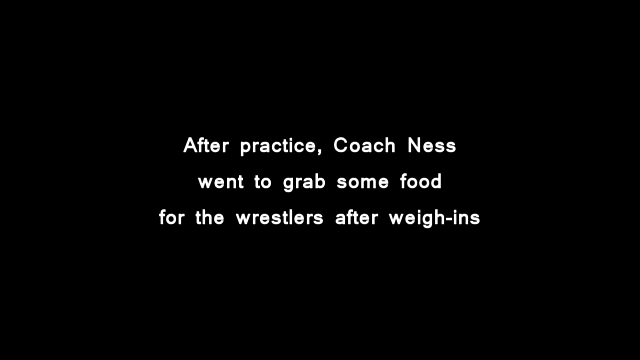 After practice, Coach Ness
went to grab some food
for the wrestlers after weigh-ins